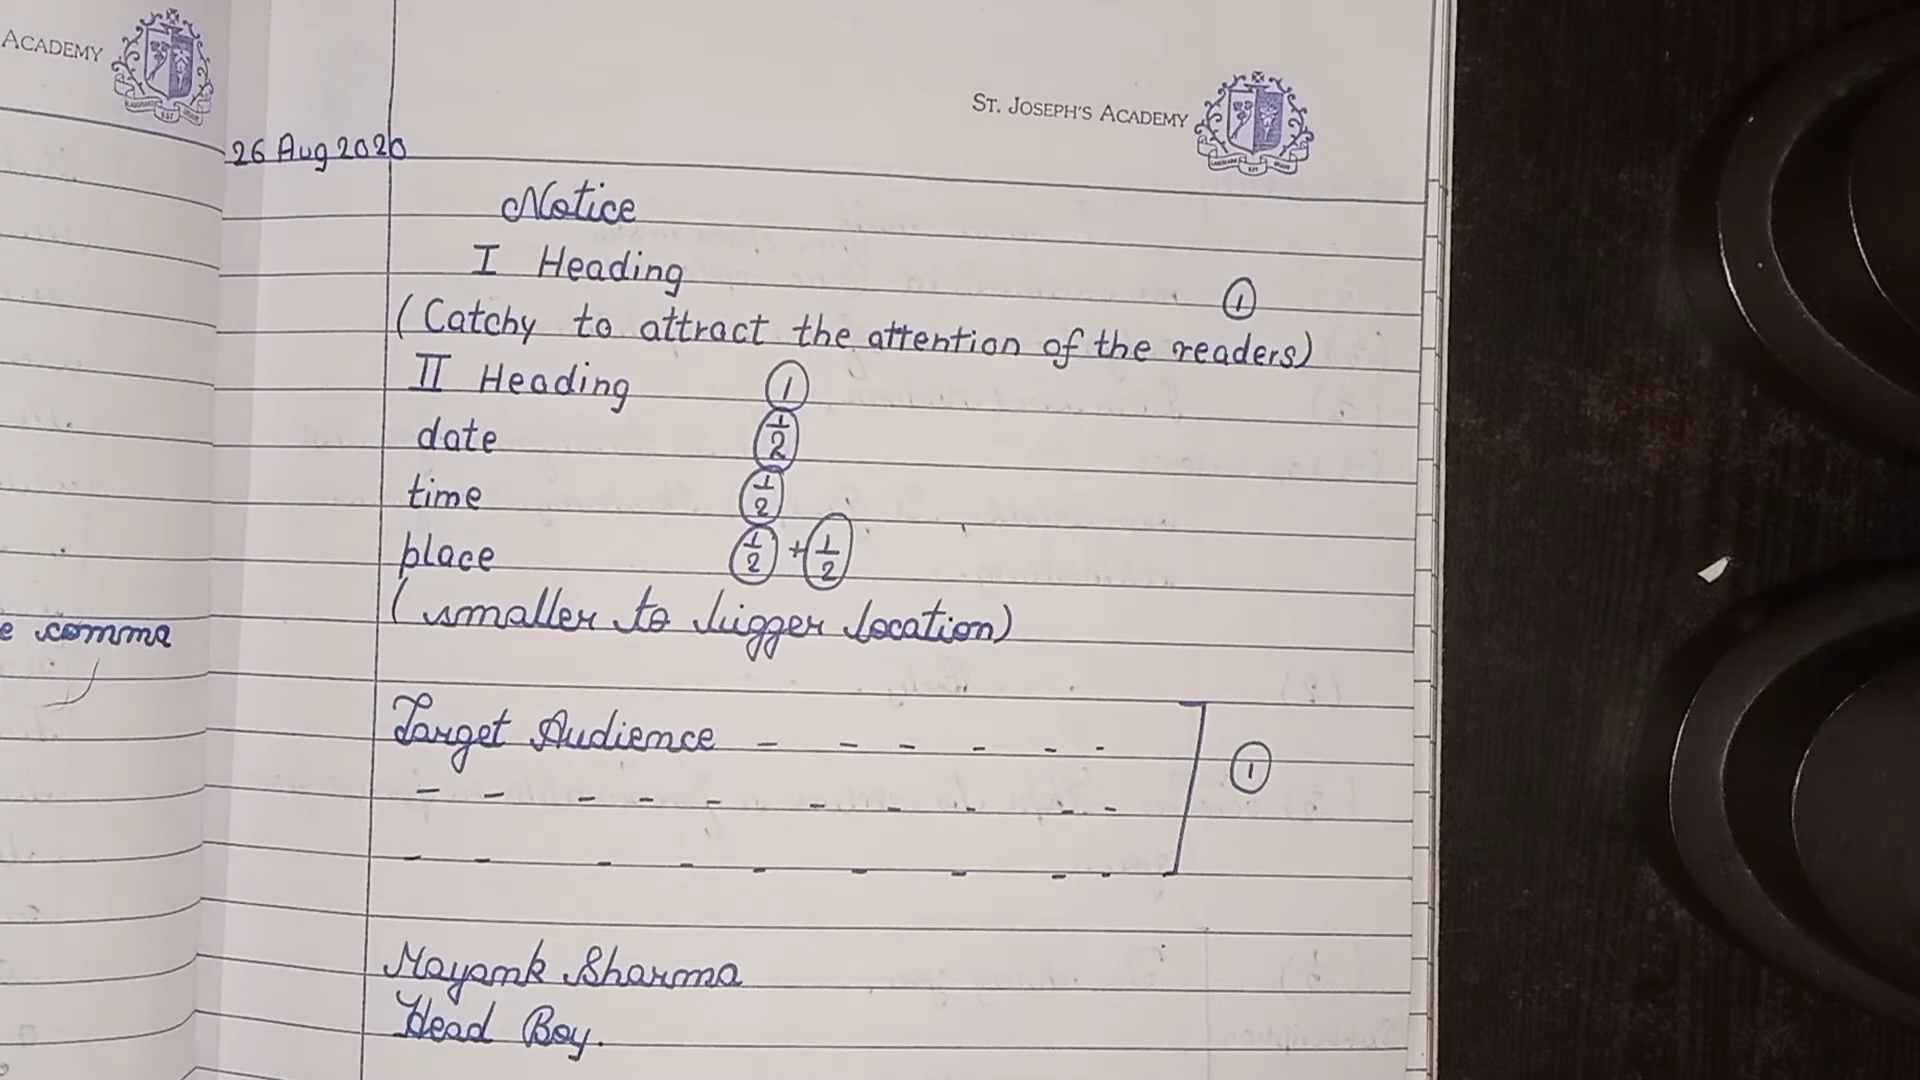 ACADEMY
ST. JOSEPH'S ACADEMY
26 Aug 2020
Notice
I Heading
(Catchy to attract the attention of the readers) 1
II Heading 1
date 1/2
time 1/2
place 1/2 + 1/2
(smaller to bigger location)
e comma
Target Audience - - - - - -
- - - - - - - - - -
- - - - - - - - -
1
Mayank Sharma
Head Boy.